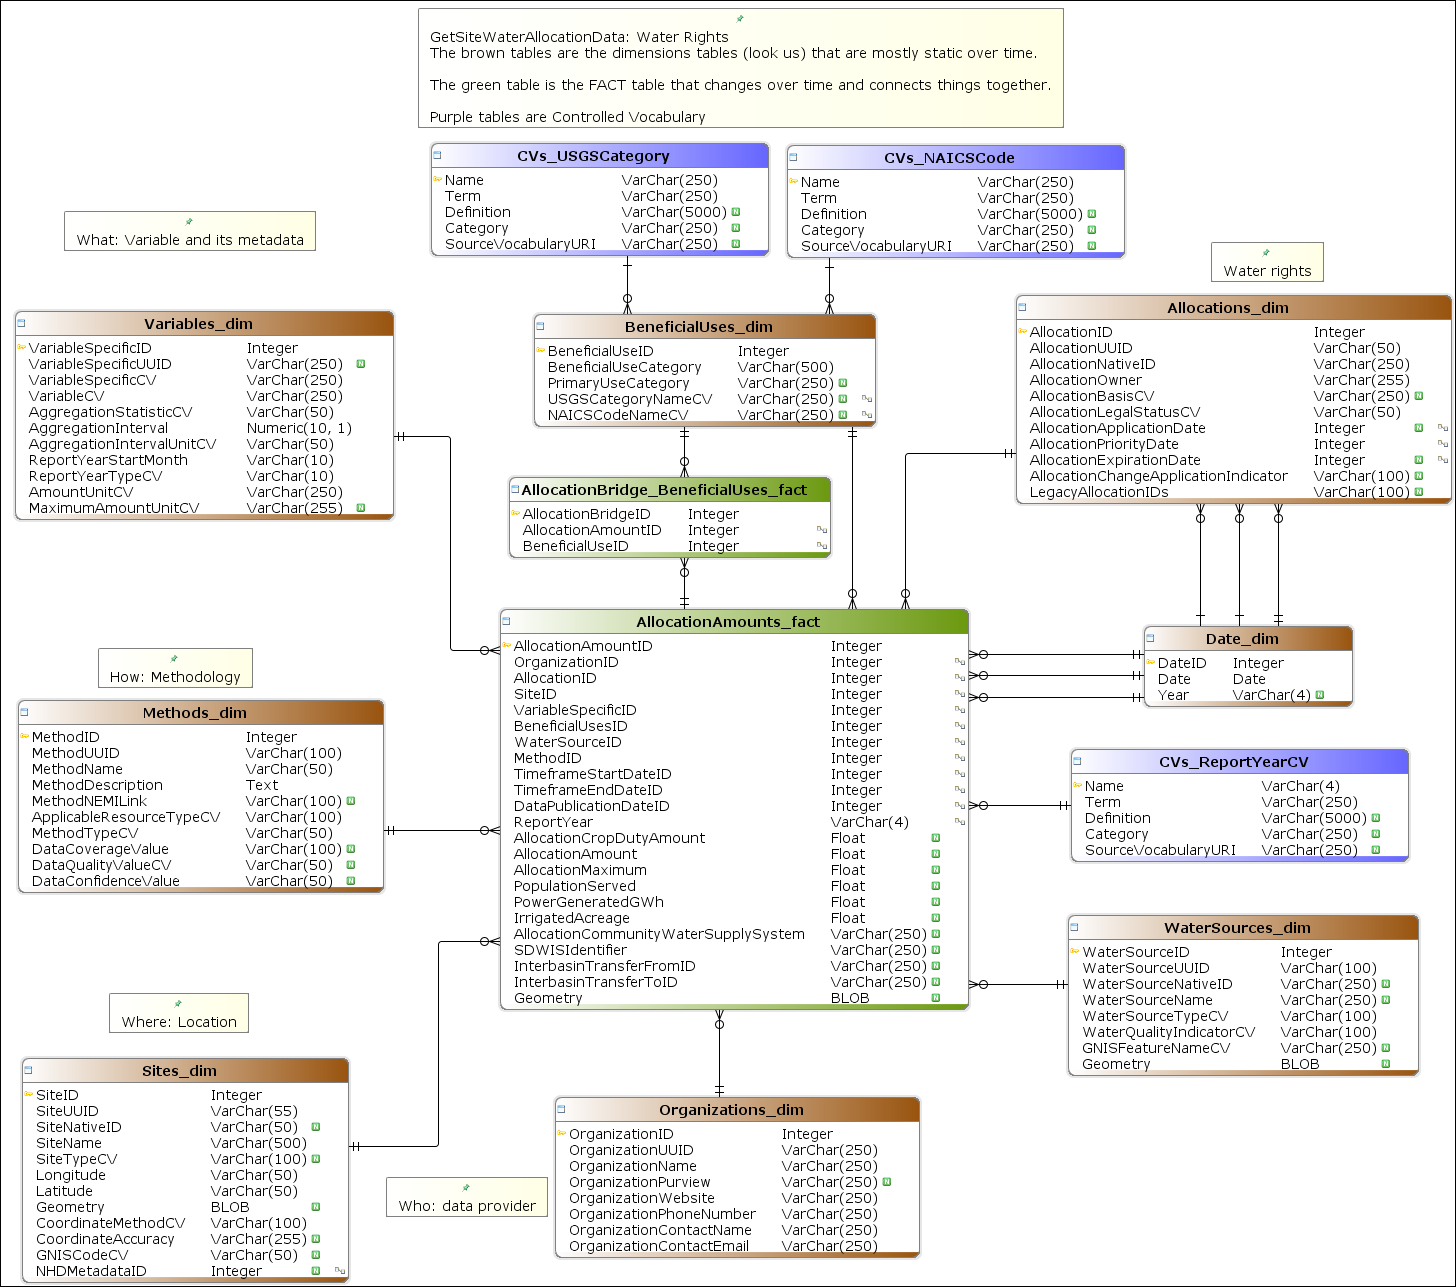 GetSiteWaterAllocationData: Water Rights
The brown tables are the dimensions tables (look us) that are mostly static over time.
The green table is the FACT table that changes over time and connects things together.
Purple tables are Controlled Vocabulary
CVs_USGSCategory
Name VarChar(250)
Term VarChar(250)
Definition VarChar(5000) N
Category VarChar(250) N
SourceVocabularyURI VarChar(250) N
CVs_NAICSCode
Name VarChar(250)
Term VarChar(250)
Definition VarChar(5000) N
Category VarChar(250) N
SourceVocabularyURI VarChar(250) N
What: Variable and its metadata
Water rights
Variables_dim
VariableSpecificID Integer
VariableSpecificUUID VarChar(250) N
VariableSpecificCV VarChar(250)
VariableCV VarChar(250)
AggregationStatisticCV VarChar(50)
AggregationInterval Numeric(10, 1)
AggregationIntervalUnitCV VarChar(50)
ReportYearStartMonth VarChar(10)
ReportYearTypeCV VarChar(10)
AmountUnitCV VarChar(250)
MaximumAmountUnitCV VarChar(255) N
BeneficialUses_dim
BeneficialUseID Integer
BeneficialUseCategory VarChar(500)
PrimaryUseCategory VarChar(250) N
USGSCategoryNameCV VarChar(250) N
NAICSCodeNameCV VarChar(250) N
Allocations_dim
AllocationID Integer
AllocationUUID VarChar(50)
AllocationNativeID VarChar(250)
AllocationOwner VarChar(255)
AllocationBasisCV VarChar(250) N
AllocationLegalStatusCV VarChar(50)
AllocationApplicationDate Integer N
AllocationPriorityDate Integer
AllocationExpirationDate Integer N
AllocationChangeApplicationIndicator VarChar(100) N
LegacyAllocationIDs VarChar(100) N
AllocationBridge_BeneficialUses_fact
AllocationBridgeID Integer
AllocationAmountID Integer
BeneficialUseID Integer
AllocationAmounts_fact
AllocationAmountID Integer
OrganizationID Integer
AllocationID Integer
SiteID Integer
VariableSpecificID Integer
BeneficialUsesID Integer
WaterSourceID Integer
MethodID Integer
TimeframeStartDateID Integer
TimeframeEndDateID Integer
DataPublicationDateID Integer
ReportYear VarChar(4)
AllocationCropDutyAmount Float N
AllocationAmount Float N
AllocationMaximum Float N
PopulationServed Float N
PowerGeneratedGWh Float N
IrrigatedAcreage Float N
AllocationCommunityWaterSupplySystem VarChar(250) N
SDWISIdentifier VarChar(250) N
InterbasinTransferFromID VarChar(250) N
InterbasinTransferToID VarChar(250) N
Geometry BLOB N
Date_dim
DateID Integer
Date Date
Year VarChar(4) N
How: Methodology
Methods_dim
MethodID Integer
MethodUUID VarChar(100)
MethodName VarChar(50)
MethodDescription Text
MethodNEMILink VarChar(100) N
ApplicableResourceTypeCV VarChar(100)
MethodTypeCV VarChar(50)
DataCoverageValue VarChar(100) N
DataQualityValueCV VarChar(50) N
DataConfidenceValue VarChar(50) N
CVs_ReportYearCV
Name VarChar(4)
Term VarChar(250)
Definition VarChar(5000) N
Category VarChar(250) N
SourceVocabularyURI VarChar(250) N
WaterSources_dim
WaterSourceID Integer
WaterSourceUUID VarChar(100)
WaterSourceNativeID VarChar(250) N
WaterSourceName VarChar(250) N
WaterSourceTypeCV VarChar(100)
WaterQualityIndicatorCV VarChar(100)
GNISFeatureNameCV VarChar(250) N
Geometry BLOB N
Where: Location
Sites_dim
SiteID Integer
SiteUUID VarChar(55)
SiteNativeID VarChar(50) N
SiteName VarChar(500)
SiteTypeCV VarChar(100) N
Longitude VarChar(50)
Latitude VarChar(50)
Geometry BLOB N
CoordinateMethodCV VarChar(100)
CoordinateAccuracy VarChar(255) N
GNISCodeCV VarChar(50) N
NHDMetadataID Integer N
Who: data provider
Organizations_dim
OrganizationID Integer
OrganizationUUID VarChar(250)
OrganizationName VarChar(250)
OrganizationPurview VarChar(250) N
OrganizationWebsite VarChar(250)
OrganizationPhoneNumber VarChar(250)
OrganizationContactName VarChar(250)
OrganizationContactEmail VarChar(250)